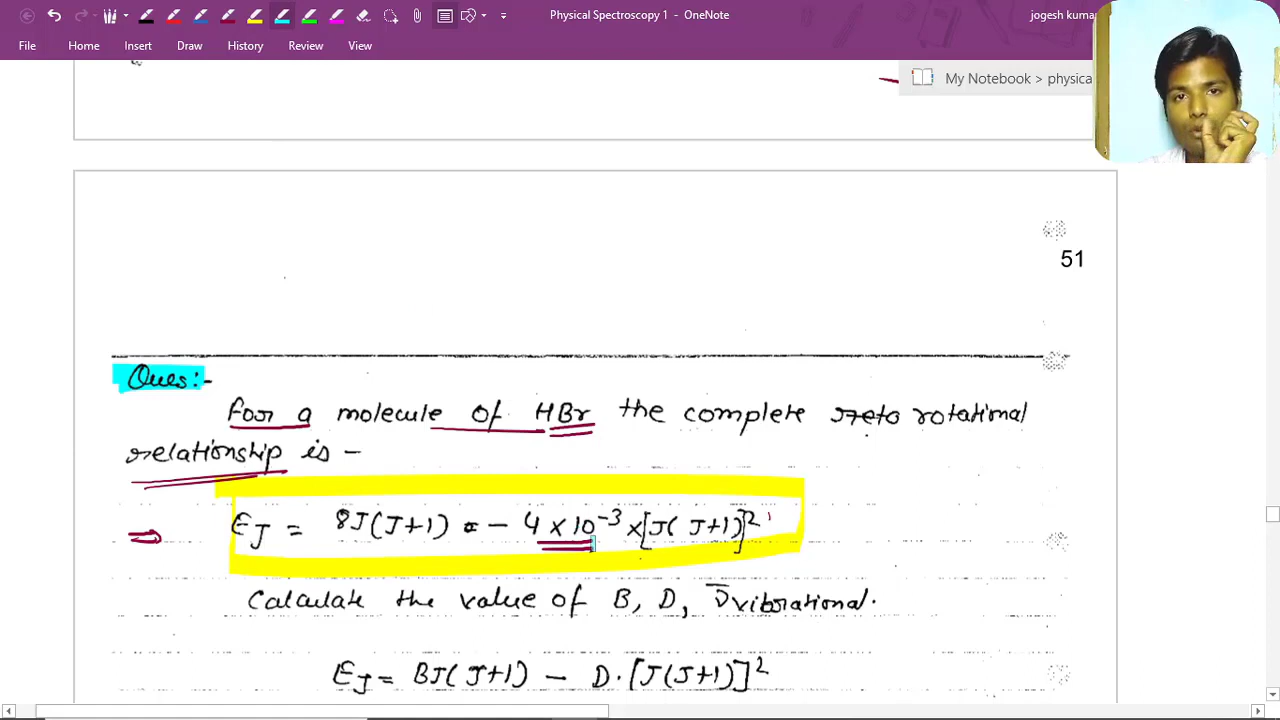 Physical Spectroscopy 1 - OneNote
jogesh kumar
File Home Insert Draw History Review View
My Notebook > physica
51
Ques:-
For a molecule of HBr the complete rotational
relationship is -
⇒ EJ = 8J(J+1) - 4 × 10⁻³ × [J(J+1)]²
Calculate the value of B, D, ν̅ vibrational.
EJ = BJ(J+1) - D·[J(J+1)]²